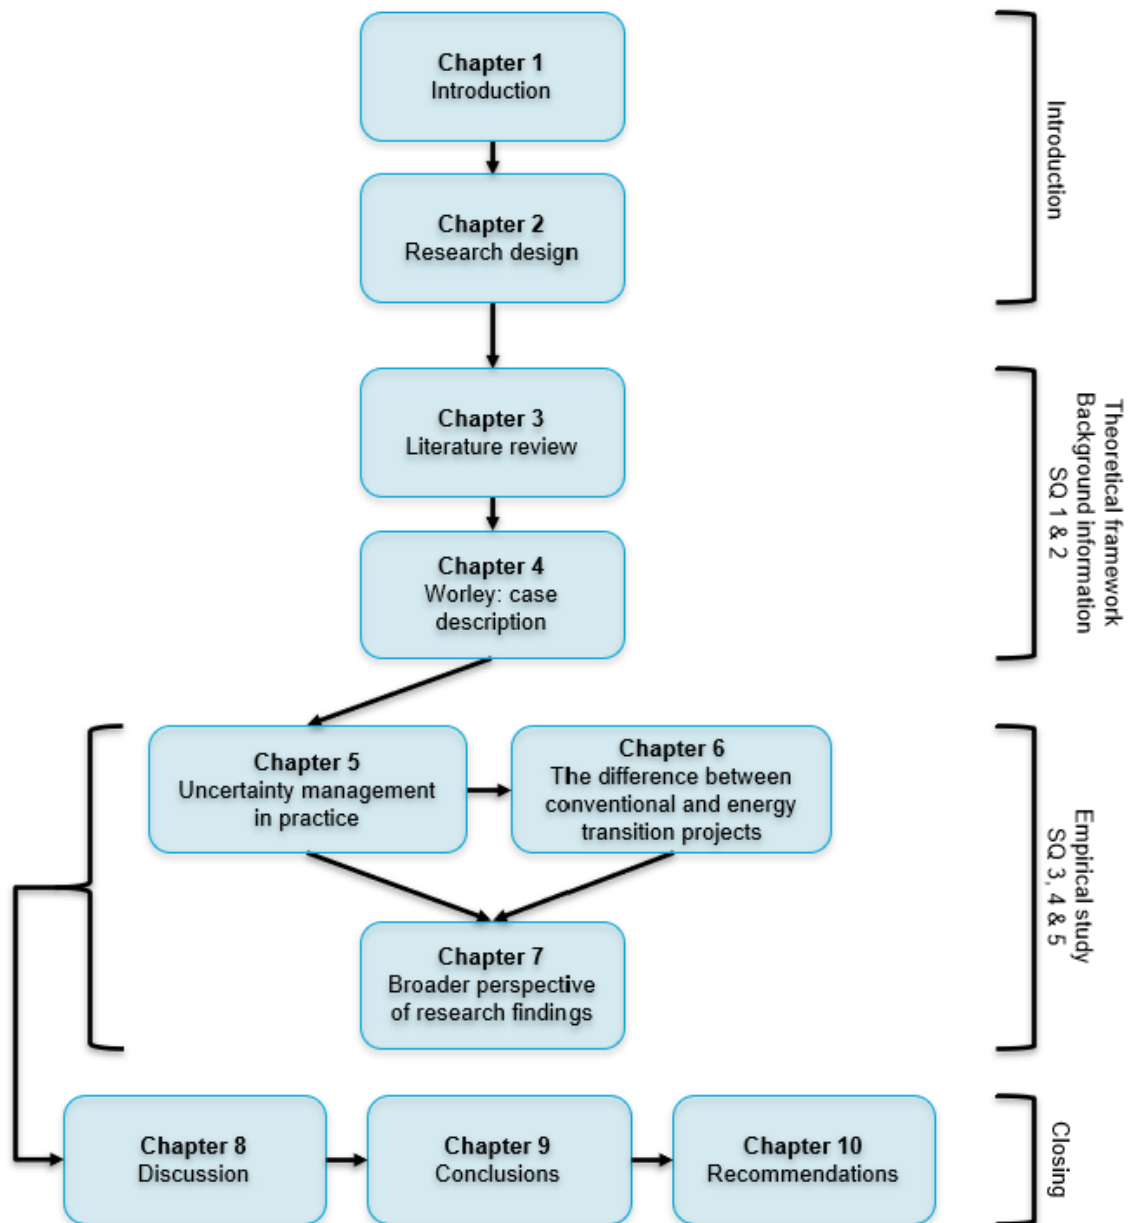 Chapter 1
Introduction
Chapter 2
Research design
Introduction
Chapter 3
Literature review
Chapter 4
Worley: case
description
Theoretical framework
Background information
SQ 1 & 2
Chapter 5
Uncertainty management
in practice
Chapter 6
The difference between
conventional and energy
transition projects
Chapter 7
Broader perspective
of research findings
Empirical study
SQ 3, 4 & 5
Chapter 8
Discussion
Chapter 9
Conclusions
Chapter 10
Recommendations
Closing